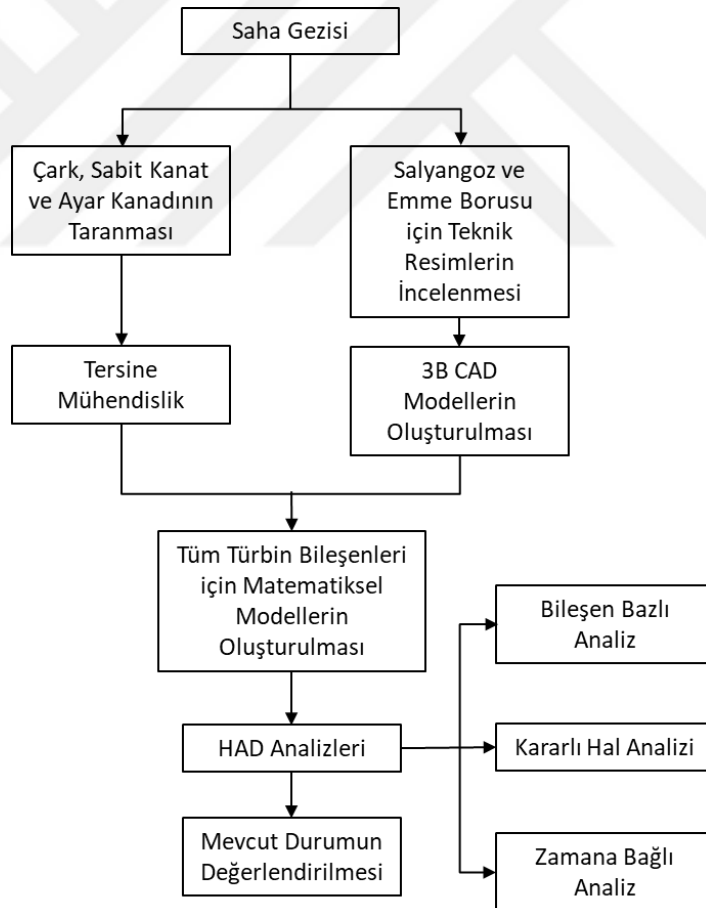 Saha Gezisi
Çark, Sabit Kanat
ve Ayar Kanadının
Taranması
Salyangoz ve
Emme Borusu
için Teknik
Resimlerin
İncelenmesi
Tersine
Mühendislik
3B CAD
Modellerin
Oluşturulması
Tüm Türbin Bileşenleri
için Matematiksel
Modellerin
Oluşturulması
Bileşen Bazlı
Analiz
HAD Analizleri
Kararlı Hal Analizi
Mevcut Durumun
Değerlendirilmesi
Zamana Bağlı
Analiz